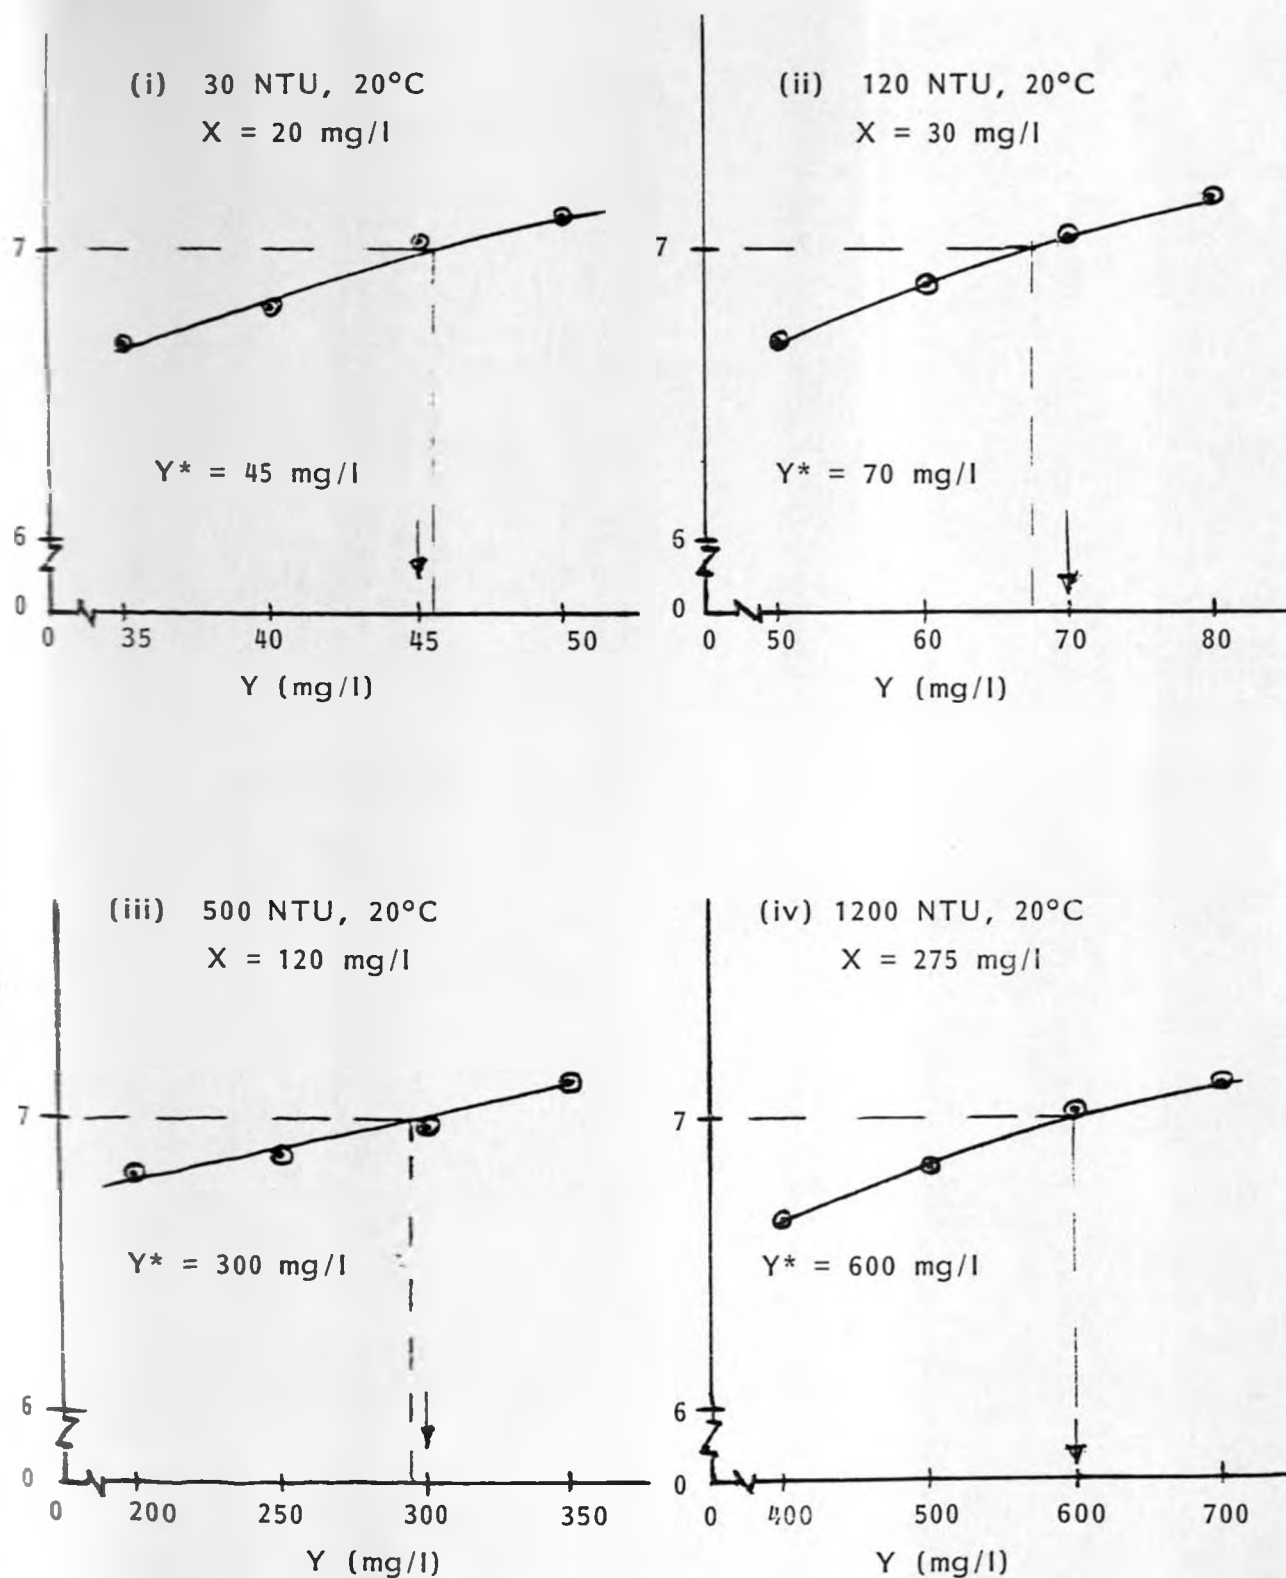 (i) 30 NTU, 20°C
X = 20 mg/l
7
Y* = 45 mg/l
6
0
0 35 40 45 50
Y (mg/l)
(ii) 120 NTU, 20°C
X = 30 mg/l
7
Y* = 70 mg/l
5
0
0 50 60 70 80
Y (mg/l)
(iii) 500 NTU, 20°C
X = 120 mg/l
7
Y* = 300 mg/l
6
0
0 200 250 300 350
Y (mg/l)
(iv) 1200 NTU, 20°C
X = 275 mg/l
7
Y* = 600 mg/l
6
0
0 400 500 600 700
Y (mg/l)